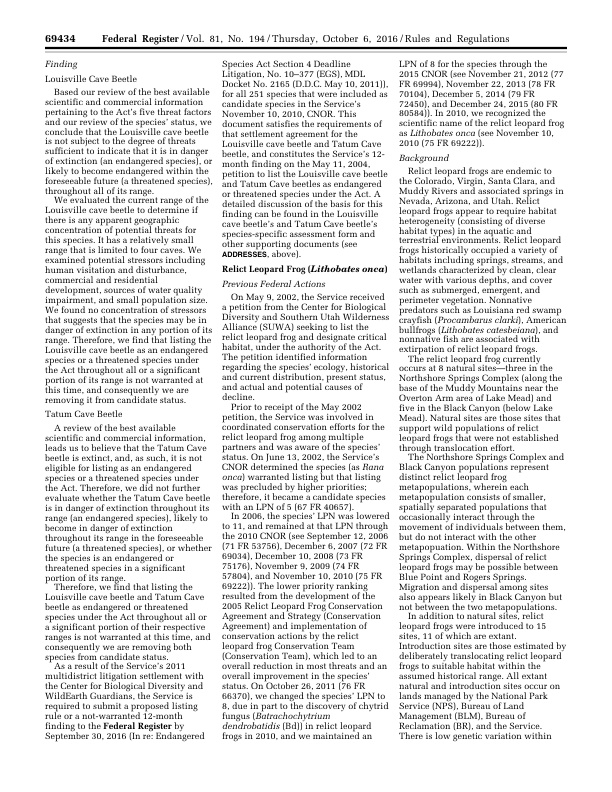 69434 Federal Register / Vol. 81, No. 194 / Thursday, October 6, 2016 / Rules and Regulations
Finding
Louisville Cave Beetle
Based our review of the best available
scientific and commercial information
pertaining to the Act's five threat factors
and our review of the species' status, we
conclude that the Louisville cave beetle
is not subject to the degree of threats
sufficient to indicate that it is in danger
of extinction (an endangered species), or
likely to become endangered within the
foreseeable future (a threatened species),
throughout all of its range.
We evaluated the current range of the
Louisville cave beetle to determine if
there is any apparent geographic
concentration of potential threats for
this species. It has a relatively small
range that is limited to four caves. We
examined potential stressors including
human visitation and disturbance,
commercial and residential
development, sources of water quality
impairment, and small population size.
We found no concentration of stressors
that suggests that the species may be in
danger of extinction in any portion of its
range. Therefore, we find that listing the
Louisville cave beetle as an endangered
species or a threatened species under
the Act throughout all or a significant
portion of its range is not warranted at
this time, and consequently we are
removing it from candidate status.
Tatum Cave Beetle
A review of the best available
scientific and commercial information,
leads us to believe that the Tatum Cave
beetle is extinct, and, as such, it is not
eligible for listing as an endangered
species or a threatened species under
the Act. Therefore, we did not further
evaluate whether the Tatum Cave beetle
is in danger of extinction throughout its
range (an endangered species), likely to
become in danger of extinction
throughout its range in the foreseeable
future (a threatened species), or whether
the species is an endangered or
threatened species in a significant
portion of its range.
Therefore, we find that listing the
Louisville cave beetle and Tatum Cave
beetle as endangered or threatened
species under the Act throughout all or
a significant portion of their respective
ranges is not warranted at this time, and
consequently we are removing both
species from candidate status.
As a result of the Service's 2011
multidistrict litigation settlement with
the Center for Biological Diversity and
WildEarth Guardians, the Service is
required to submit a proposed listing
rule or a not-warranted 12-month
finding to the Federal Register by
September 30, 2016 (In re: Endangered
Species Act Section 4 Deadline
Litigation, No. 10–377 (EGS), MDL
Docket No. 2165 (D.D.C. May 10, 2011)),
for all 251 species that were included as
candidate species in the Service's
November 10, 2010, CNOR. This
document satisfies the requirements of
that settlement agreement for the
Louisville cave beetle and Tatum Cave
beetle, and constitutes the Service's 12-
month finding on the May 11, 2004,
petition to list the Louisville cave beetle
and Tatum Cave beetles as endangered
or threatened species under the Act. A
detailed discussion of the basis for this
finding can be found in the Louisville
cave beetle's and Tatum Cave beetle's
species-specific assessment form and
other supporting documents (see
ADDRESSES, above).
Relict Leopard Frog (Lithobates onca)
Previous Federal Actions
On May 9, 2002, the Service received
a petition from the Center for Biological
Diversity and Southern Utah Wilderness
Alliance (SUWA) seeking to list the
relict leopard frog and designate critical
habitat, under the authority of the Act.
The petition identified information
regarding the species' ecology, historical
and current distribution, present status,
and actual and potential causes of
decline.
Prior to receipt of the May 2002
petition, the Service was involved in
coordinated conservation efforts for the
relict leopard frog among multiple
partners and was aware of the species'
status. On June 13, 2002, the Service's
CNOR determined the species (as Rana
onca) warranted listing but that listing
was precluded by higher priorities;
therefore, it became a candidate species
with an LPN of 5 (67 FR 40657).
In 2006, the species' LPN was lowered
to 11, and remained at that LPN through
the 2010 CNOR (see September 12, 2006
(71 FR 53756), December 6, 2007 (72 FR
69034), December 10, 2008 (73 FR
75176), November 9, 2009 (74 FR
57804), and November 10, 2010 (75 FR
69222)). The lower priority ranking
resulted from the development of the
2005 Relict Leopard Frog Conservation
Agreement and Strategy (Conservation
Agreement) and implementation of
conservation actions by the relict
leopard frog Conservation Team
(Conservation Team), which led to an
overall reduction in most threats and an
overall improvement in the species'
status. On October 26, 2011 (76 FR
66370), we changed the species' LPN to
8, due in part to the discovery of chytrid
fungus (Batrachochytrium
dendrobatidis (Bd)) in relict leopard
frogs in 2010, and we maintained an
LPN of 8 for the species through the
2015 CNOR (see November 21, 2012 (77
FR 69994), November 22, 2013 (78 FR
70104), December 5, 2014 (79 FR
72450), and December 24, 2015 (80 FR
80584)). In 2010, we recognized the
scientific name of the relict leopard frog
as Lithobates onca (see November 10,
2010 (75 FR 69222)).
Background
Relict leopard frogs are endemic to
the Colorado, Virgin, Santa Clara, and
Muddy Rivers and associated springs in
Nevada, Arizona, and Utah. Relict
leopard frogs appear to require habitat
heterogeneity (consisting of diverse
habitat types) in the aquatic and
terrestrial environments. Relict leopard
frogs historically occupied a variety of
habitats including springs, streams, and
wetlands characterized by clean, clear
water with various depths, and cover
such as submerged, emergent, and
perimeter vegetation. Nonnative
predators such as Louisiana red swamp
crayfish (Procambarus clarki), American
bullfrogs (Lithobates catesbeiana), and
nonnative fish are associated with
extirpation of relict leopard frogs.
The relict leopard frog currently
occurs at 8 natural sites—three in the
Northshore Springs Complex (along the
base of the Muddy Mountains near the
Overton Arm area of Lake Mead) and
five in the Black Canyon (below Lake
Mead). Natural sites are those sites that
support wild populations of relict
leopard frogs that were not established
through translocation effort.
The Northshore Springs Complex and
Black Canyon populations represent
distinct relict leopard frog
metapopulations, wherein each
metapopulation consists of smaller,
spatially separated populations that
occasionally interact through the
movement of individuals between them,
but do not interact with the other
metapopuation. Within the Northshore
Springs Complex, dispersal of relict
leopard frogs may be possible between
Blue Point and Rogers Springs.
Migration and dispersal among sites
also appears likely in Black Canyon but
not between the two metapopulations.
In addition to natural sites, relict
leopard frogs were introduced to 15
sites, 11 of which are extant.
Introduction sites are those estimated by
deliberately translocating relict leopard
frogs to suitable habitat within the
assumed historical range. All extant
natural and introduction sites occur on
lands managed by the National Park
Service (NPS), Bureau of Land
Management (BLM), Bureau of
Reclamation (BR), and the Service.
There is low genetic variation within